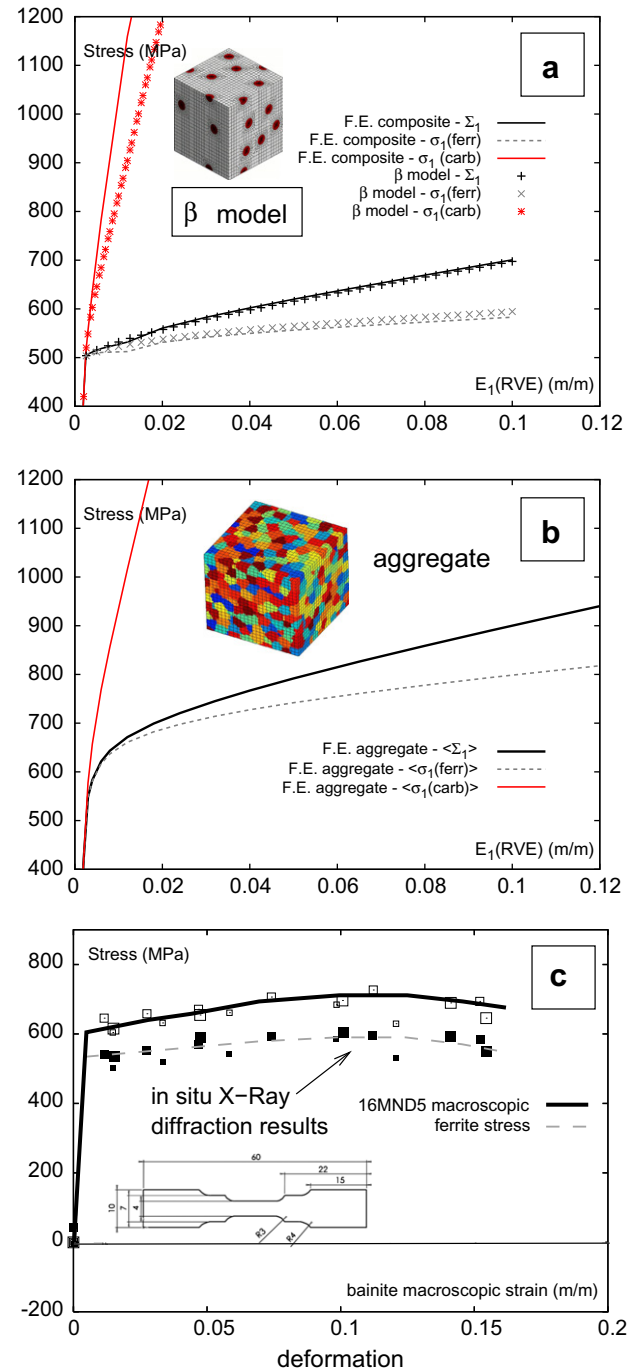 1200
1100
1000
900
800
700
600
500
400
Stress (MPa)
a
β model
F.E. composite - Σ1
F.E. composite - σ1(ferr)
F.E. composite - σ1 (carb)
β model - Σ1
β model - σ1(ferr)
β model - σ1(carb)
E1(RVE) (m/m)
0 0.02 0.04 0.06 0.08 0.1 0.12
1200
1100
1000
900
800
700
600
500
400
Stress (MPa)
b
aggregate
F.E. aggregate - <Σ1>
F.E. aggregate - <σ1(ferr)>
F.E. aggregate - <σ1(carb)>
E1(RVE) (m/m)
0 0.02 0.04 0.06 0.08 0.1 0.12
800
600
400
200
0
-200
Stress (MPa)
c
in situ X-Ray
diffraction results
16MND5 macroscopic
ferrite stress
60
22
15
10
7
4
R3
R4
bainite macroscopic strain (m/m)
0 0.05 0.1 0.15 0.2
deformation